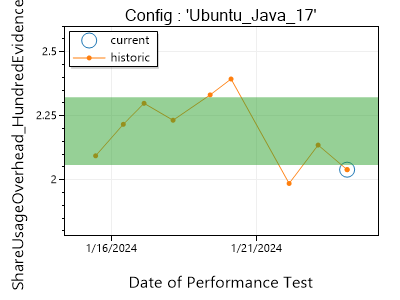 Config : 'Ubuntu_Java_17'
current
historic
ShareUsageOverhead_HundredEvidence
2.5
2.25
2
1/16/2024
1/21/2024
Date of Performance Test